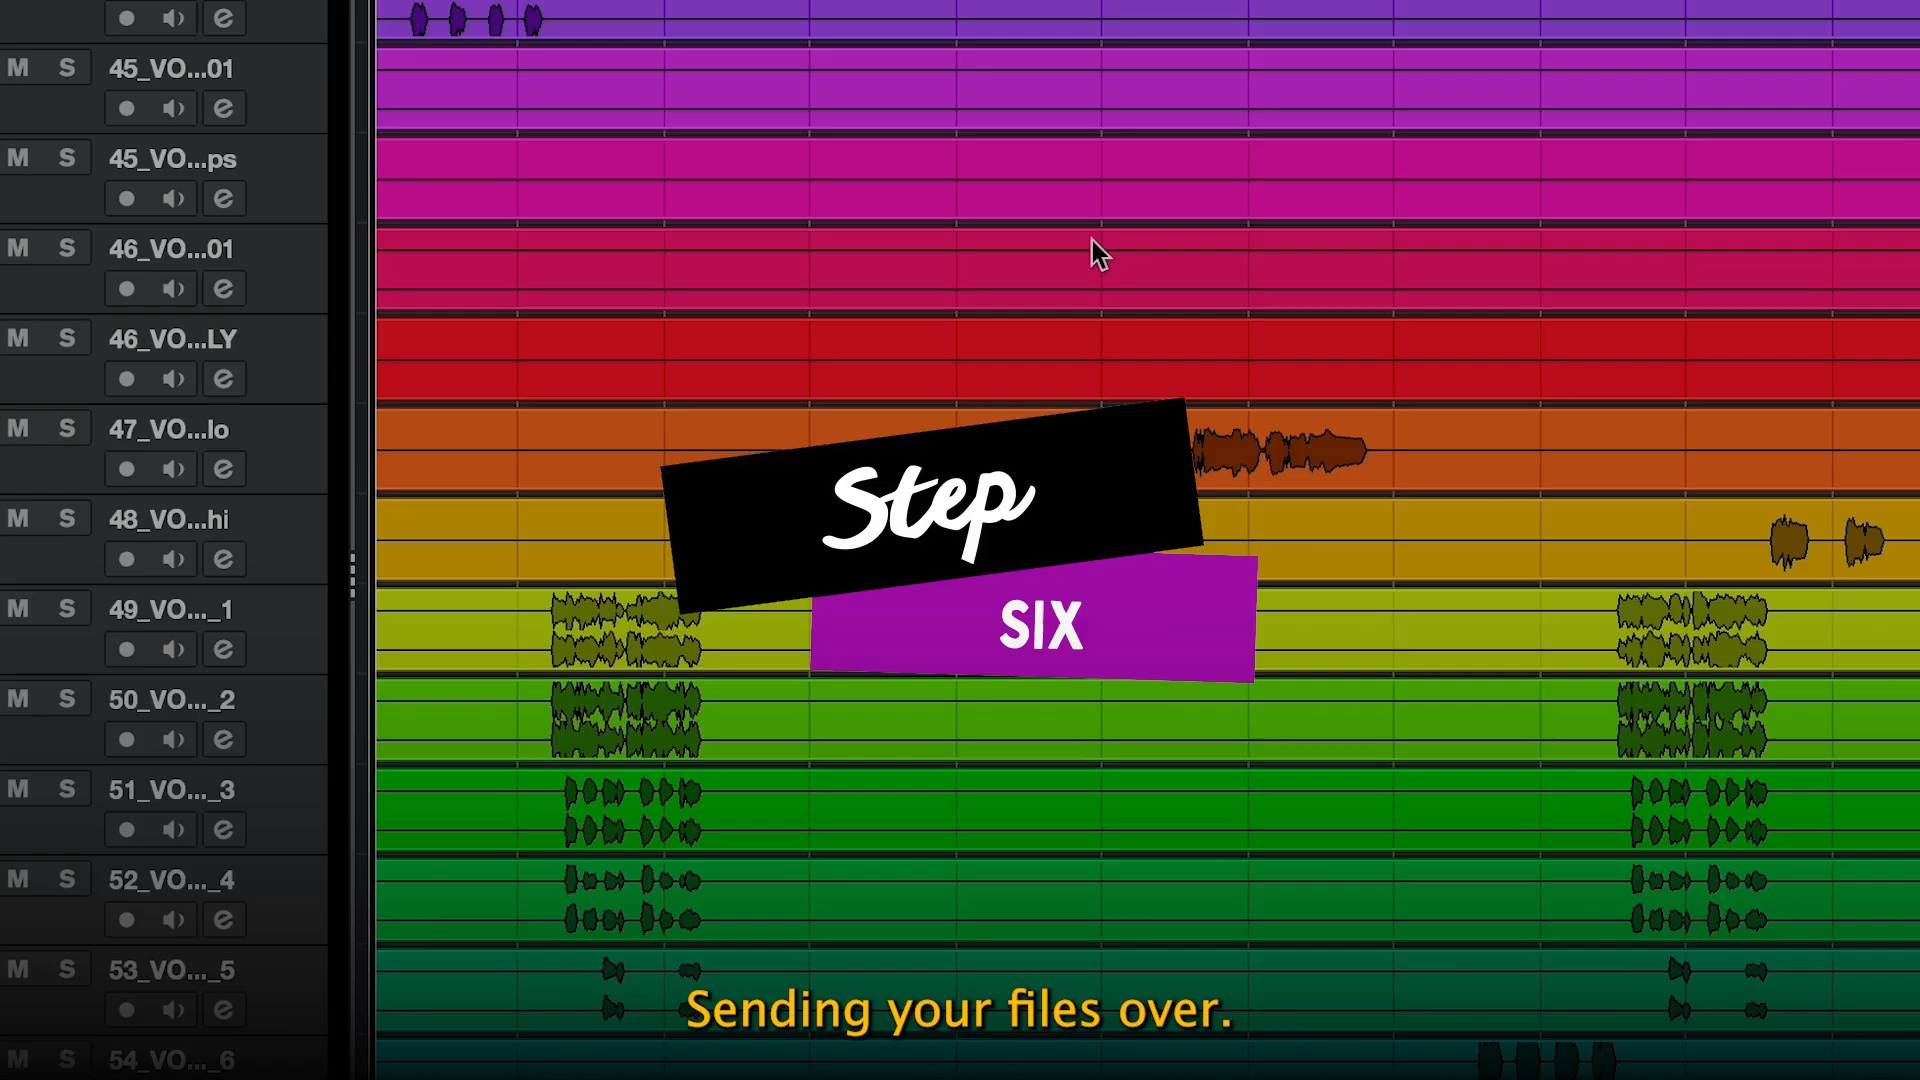 e
M S 45_VO...01
e
M S 45_VO...ps
e
M S 46_VO...01
e
M S 46_VO...LY
e
M S 47_VO...lo
e
M S 48_VO...hi
e
M S 49_VO..._1
e
M S 50_VO..._2
e
M S 51_VO..._3
e
M S 52_VO..._4
e
M S 53_VO..._5
e
M S 54_VO..._6
Step
SIX
Sending your files over.